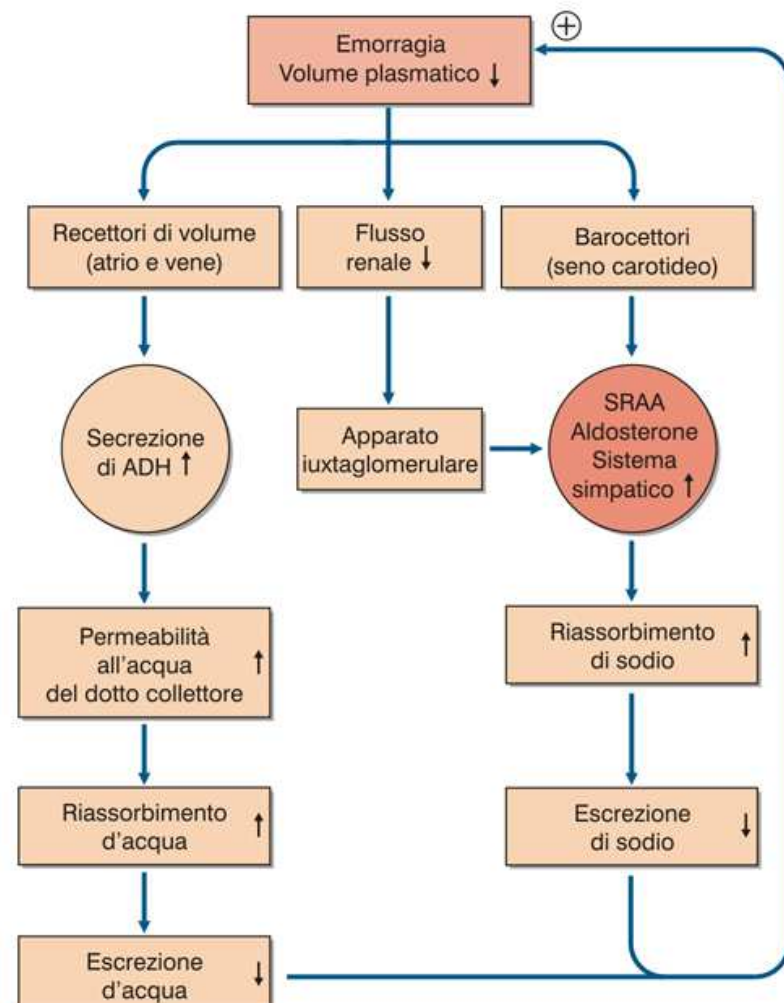 Emorragia
Volume plasmatico ↓
+
Recettori di volume
(atrio e vene)
Flusso
renale ↓
Barocettori
(seno carotideo)
Secrezione
di ADH ↑
Apparato
iuxtaglomerulare
SRAA
Aldosterone
Sistema
simpatico ↑
Permeabilità
all'acqua
del dotto collettore ↑
Riassorbimento
di sodio ↑
Riassorbimento
d'acqua ↑
Escrezione
di sodio ↓
Escrezione
d'acqua ↓